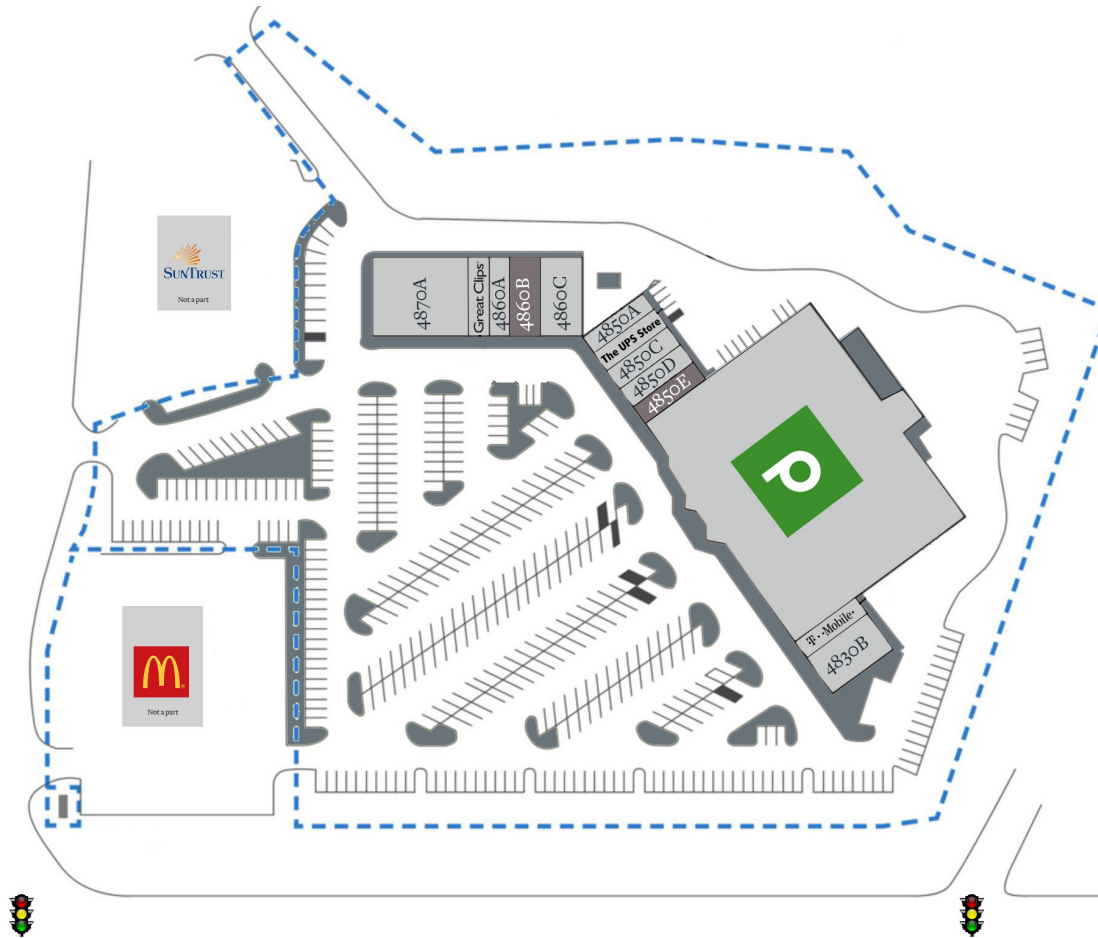 SUNTRUST
Not a part
4870A
Great Clips
4860A
4860B
4860C
4850A
The UPS Store
4850C
4850D
4850E
p
T··Mobile·
4830B
M
Not a part